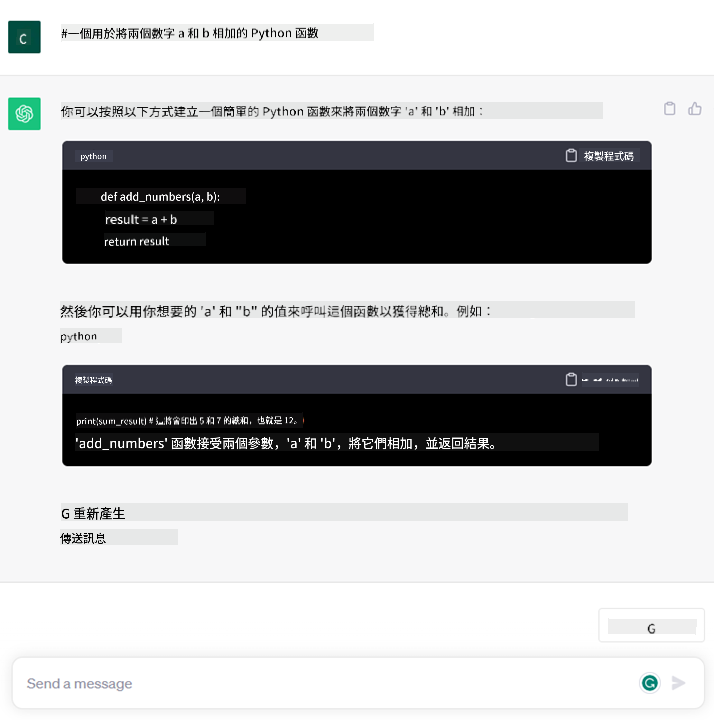 C
#一個用於將兩個數字 a 和 b 相加的 Python 函數
你可以按照以下方式建立一個簡單的 Python 函數來將兩個數字 'a' 和 'b' 相加：
python
複製程式碼
def add_numbers(a, b):
result = a + b
return result
然後你可以用你想要的 'a' 和 "b" 的值來呼叫這個函數以獲得總和。例如：
python
複製程式碼
print(sum_result) # 這將會印出 5 和 7 的總和，也就是 12。
'add_numbers' 函數接受兩個參數，'a' 和 'b'，將它們相加，並返回結果。
G 重新產生
傳送訊息
G
Send a message